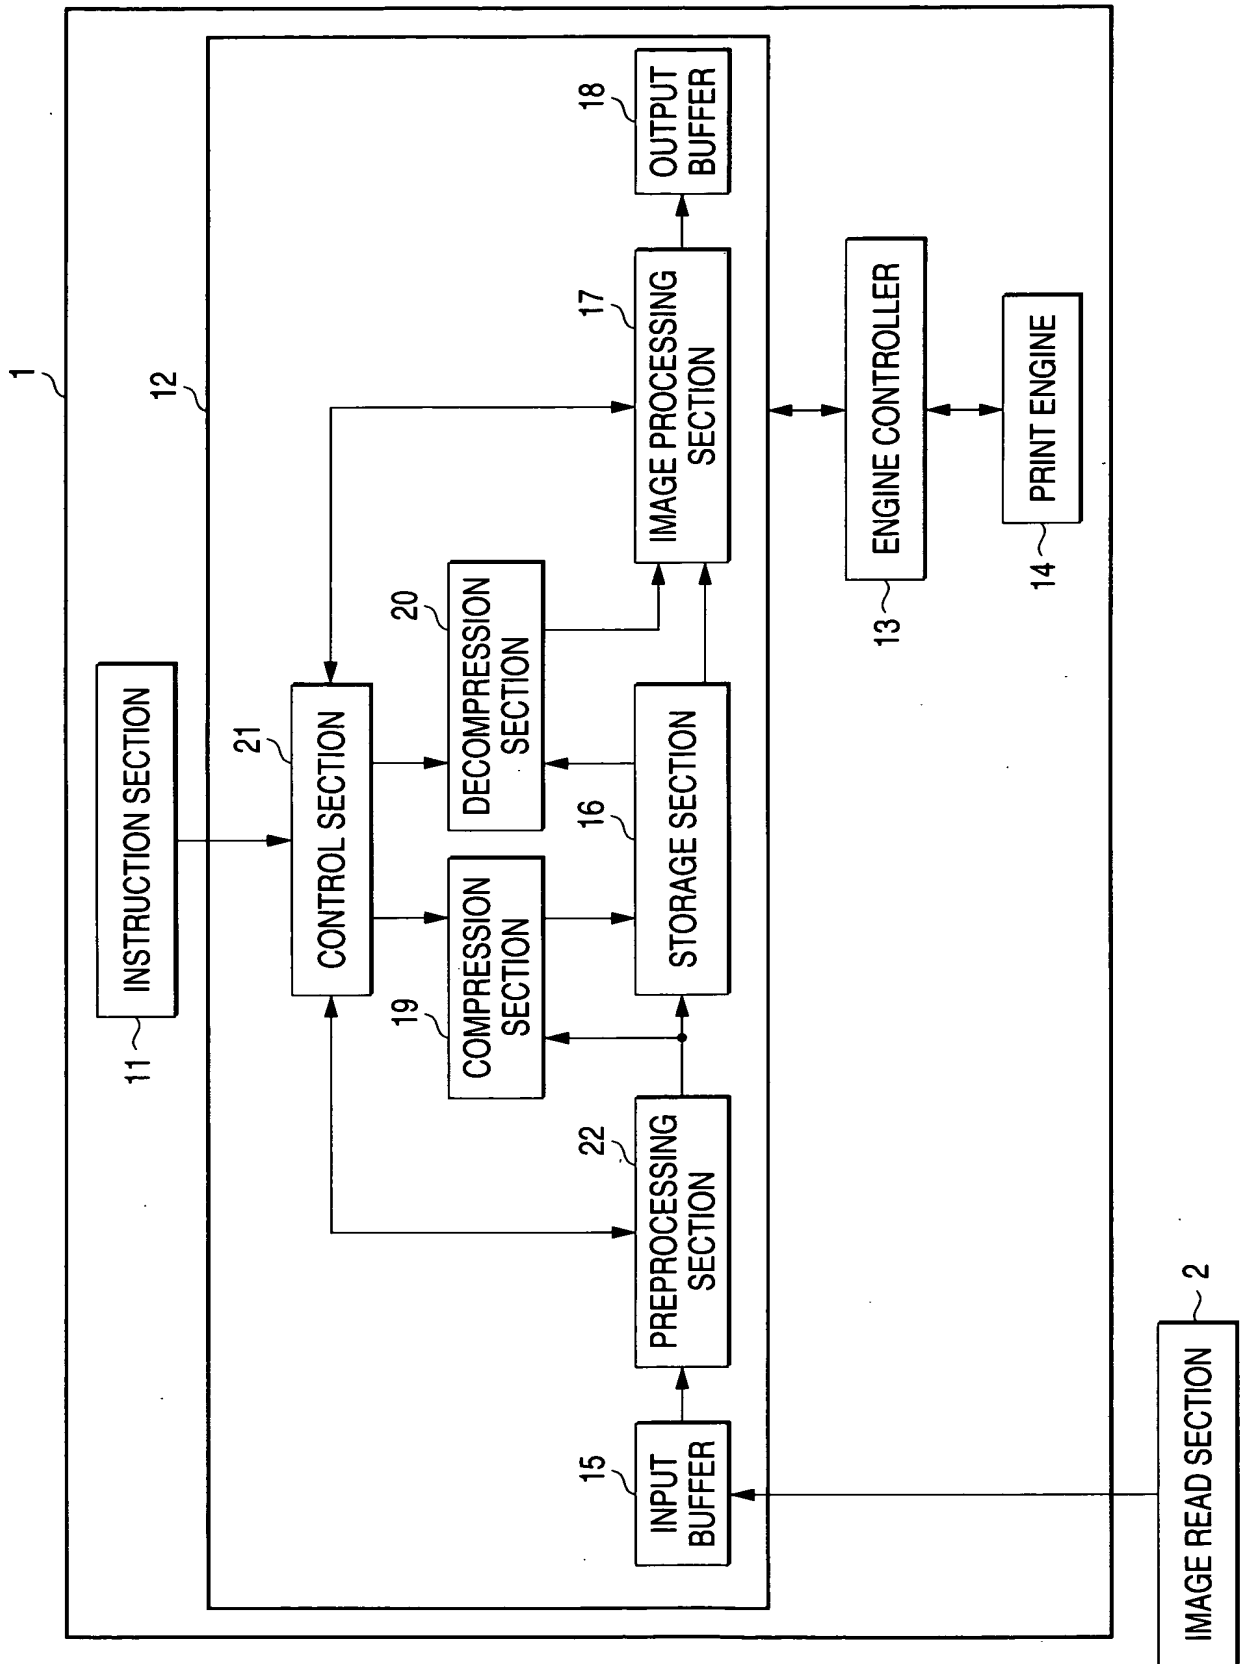 1
INSTRUCTION SECTION
11
12
CONTROL SECTION
21
COMPRESSION
SECTION
19
DECOMPRESSION
SECTION
20
INPUT
BUFFER
15
PREPROCESSING
SECTION
22
STORAGE SECTION
16
IMAGE PROCESSING
SECTION
17
OUTPUT
BUFFER
18
ENGINE CONTROLLER
13
PRINT ENGINE
14
IMAGE READ SECTION
2